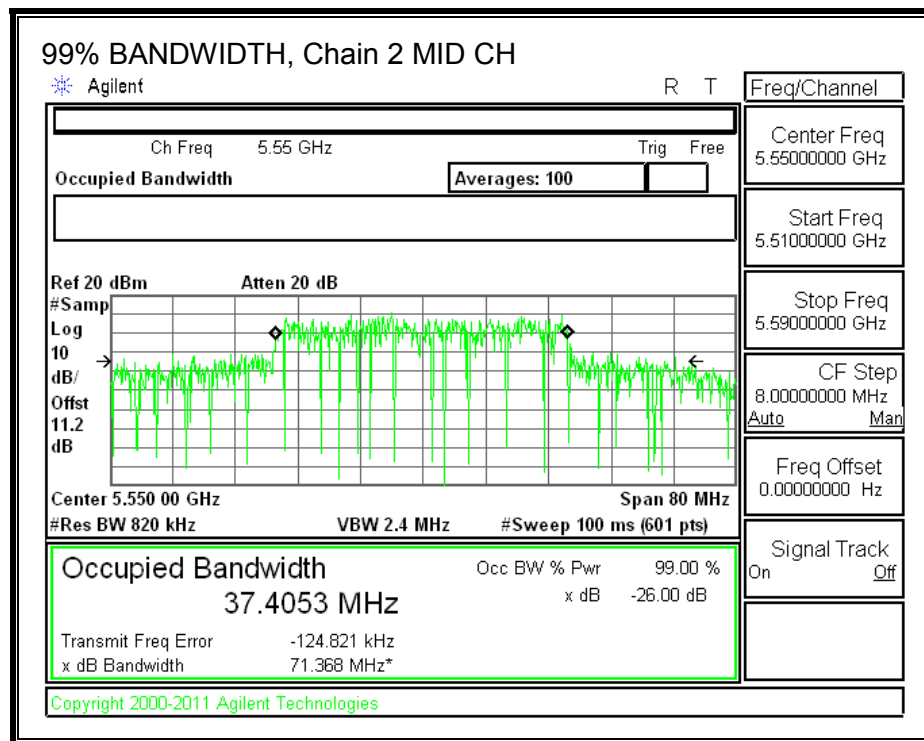 99% BANDWIDTH, Chain 2 MID CH
Agilent R T
Freq/Channel
Ch Freq 5.55 GHz Trig Free
Occupied Bandwidth Averages: 100
Center Freq
5.55000000 GHz
Start Freq
5.51000000 GHz
Stop Freq
5.59000000 GHz
CF Step
8.00000000 MHz
Auto Man
Freq Offset
0.00000000 Hz
Signal Track
On Off
Ref 20 dBm Atten 20 dB
#Samp
Log
10
dB/
Offst
11.2
dB
Center 5.550 00 GHz Span 80 MHz
#Res BW 820 kHz VBW 2.4 MHz #Sweep 100 ms (601 pts)
Occupied Bandwidth Occ BW % Pwr 99.00 %
37.4053 MHz x dB -26.00 dB
Transmit Freq Error -124.821 kHz
x dB Bandwidth 71.368 MHz*
Copyright 2000-2011 Agilent Technologies